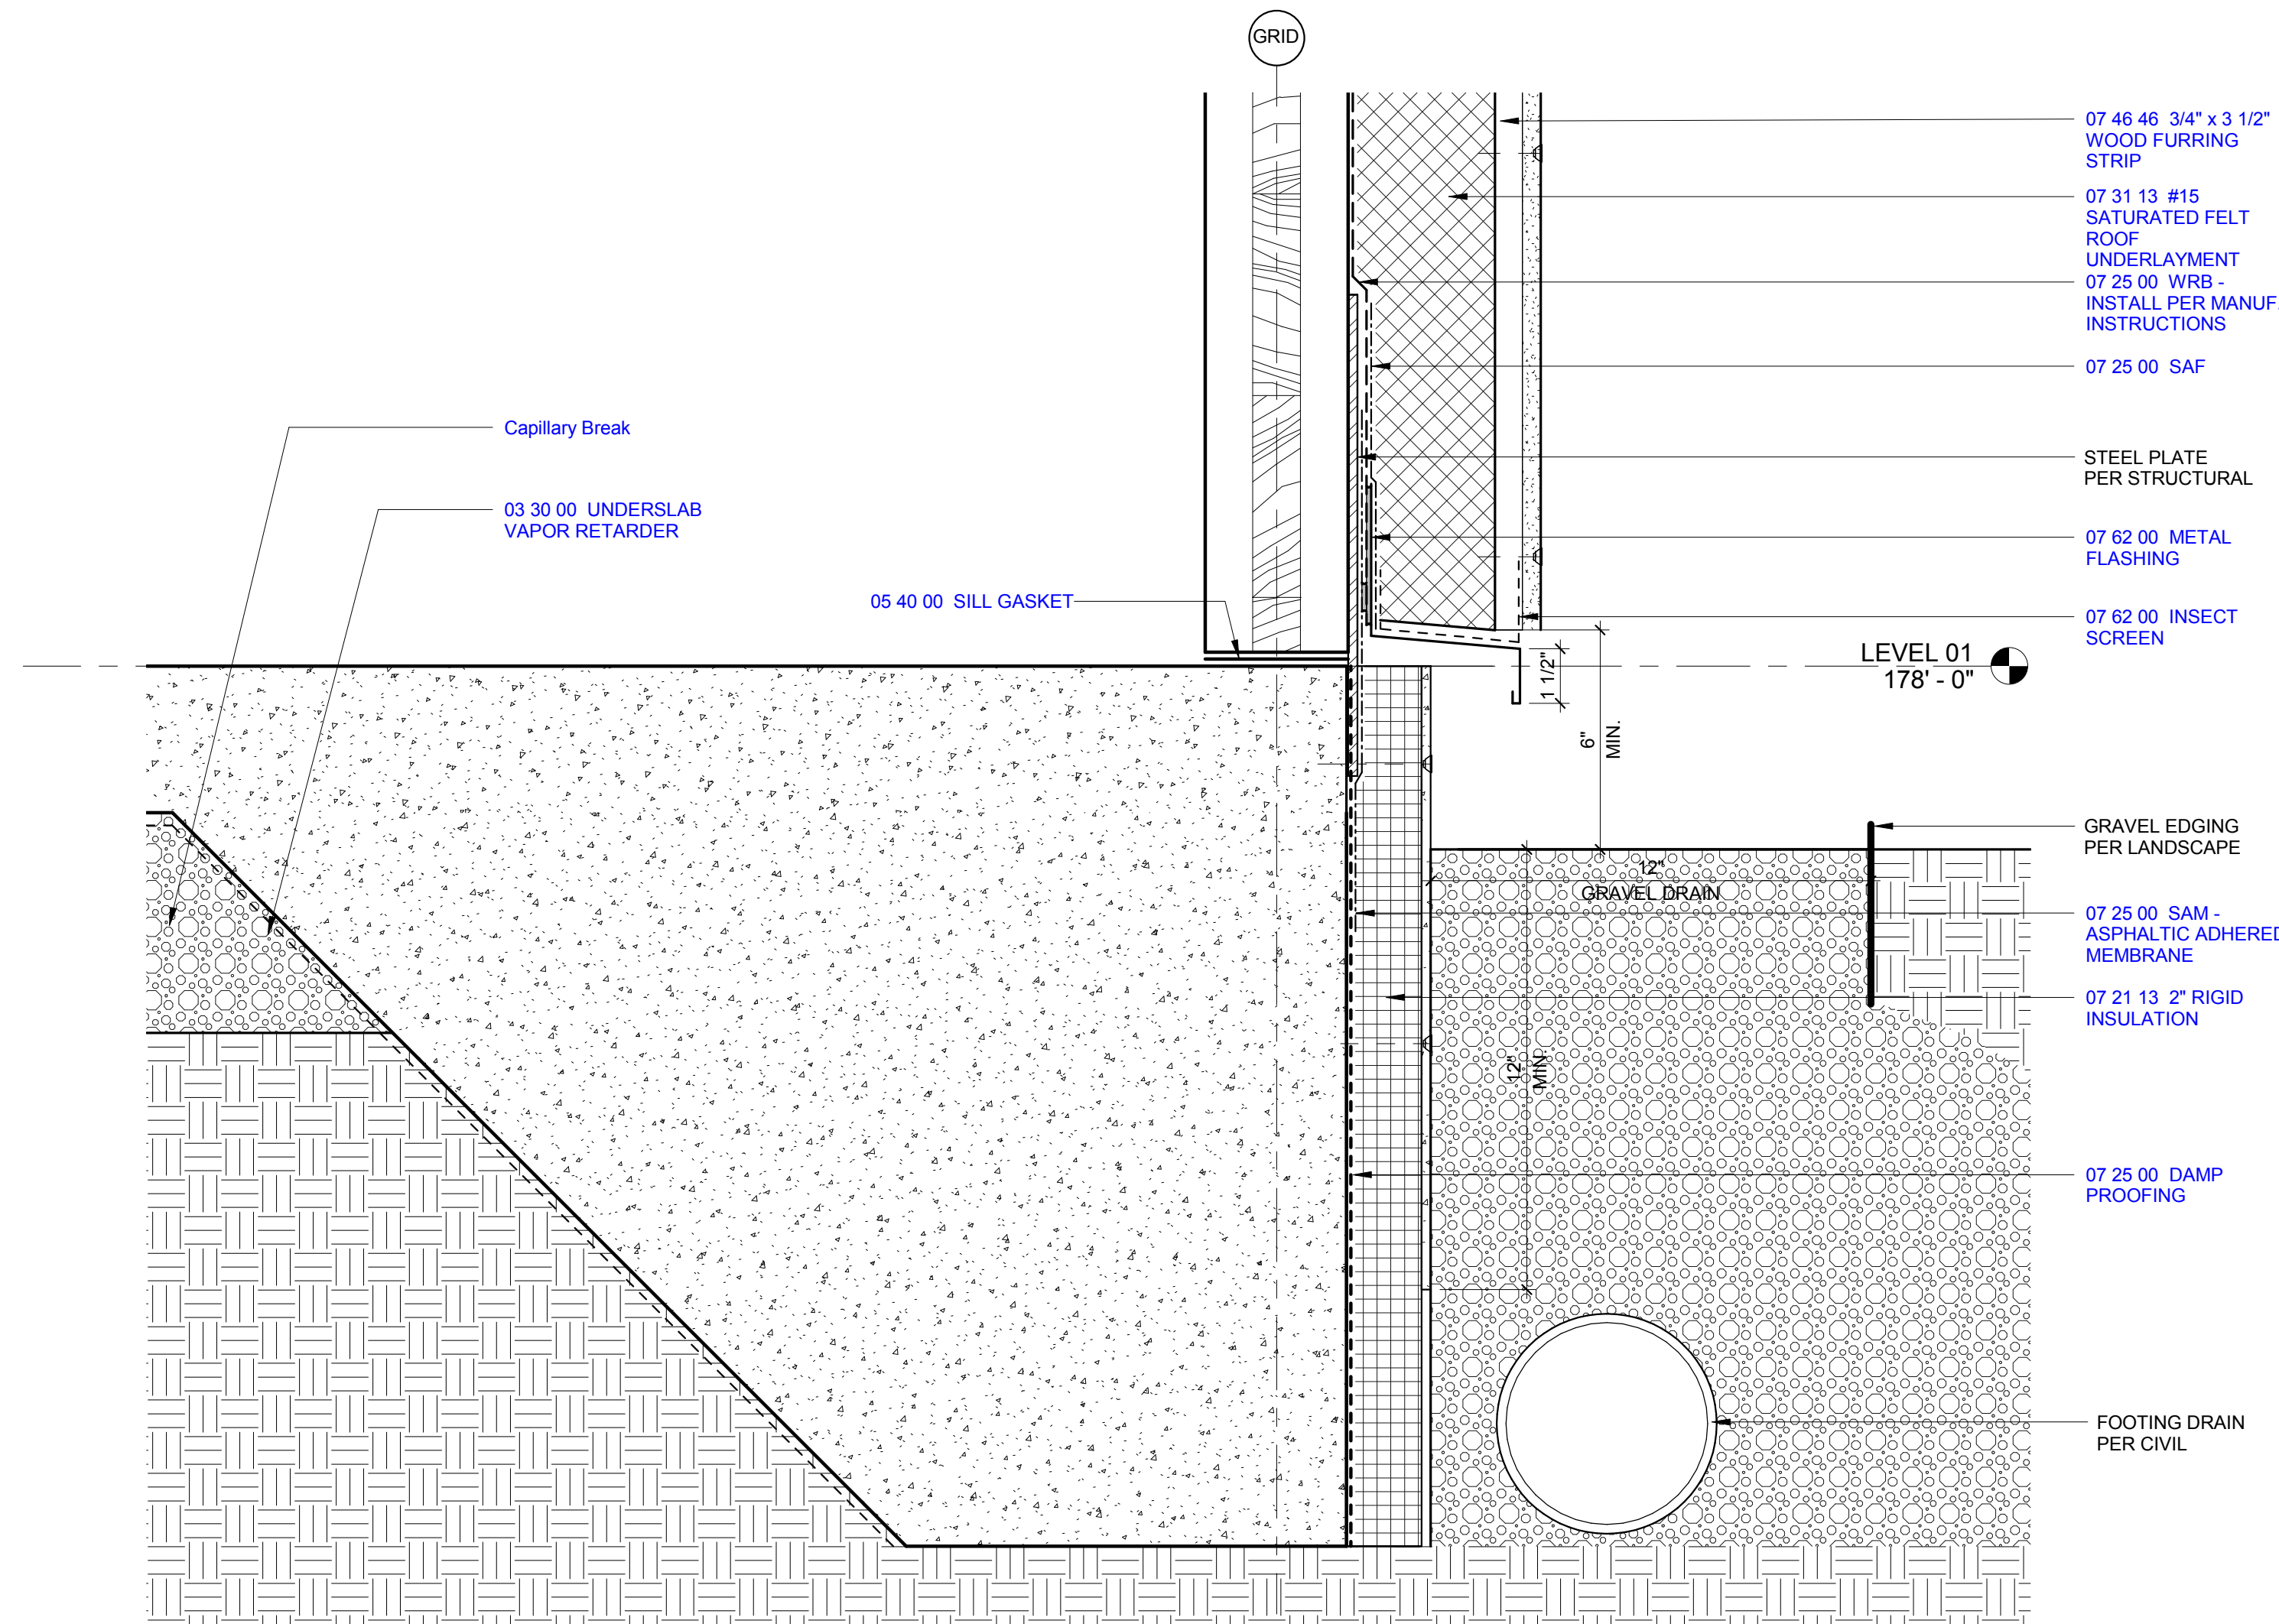 GRID
07 46 46  3/4" x 3 1/2"
WOOD FURRING
STRIP
07 31 13  #15
SATURATED FELT
ROOF
UNDERLAYMENT
07 25 00  WRB -
INSTALL PER MANUF.
INSTRUCTIONS
07 25 00  SAF
Capillary Break
STEEL PLATE
PER STRUCTURAL
03 30 00  UNDERSLAB
VAPOR RETARDER
07 62 00  METAL
FLASHING
05 40 00  SILL GASKET
07 62 00  INSECT
SCREEN
LEVEL 01
178' - 0"
1 1/2"
6"
MIN.
GRAVEL EDGING
PER LANDSCAPE
12"
GRAVEL DRAIN
07 25 00  SAM -
ASPHALTIC ADHERED
MEMBRANE
07 21 13  2" RIGID
INSULATION
12"
MIN.
07 25 00  DAMP
PROOFING
FOOTING DRAIN
PER CIVIL